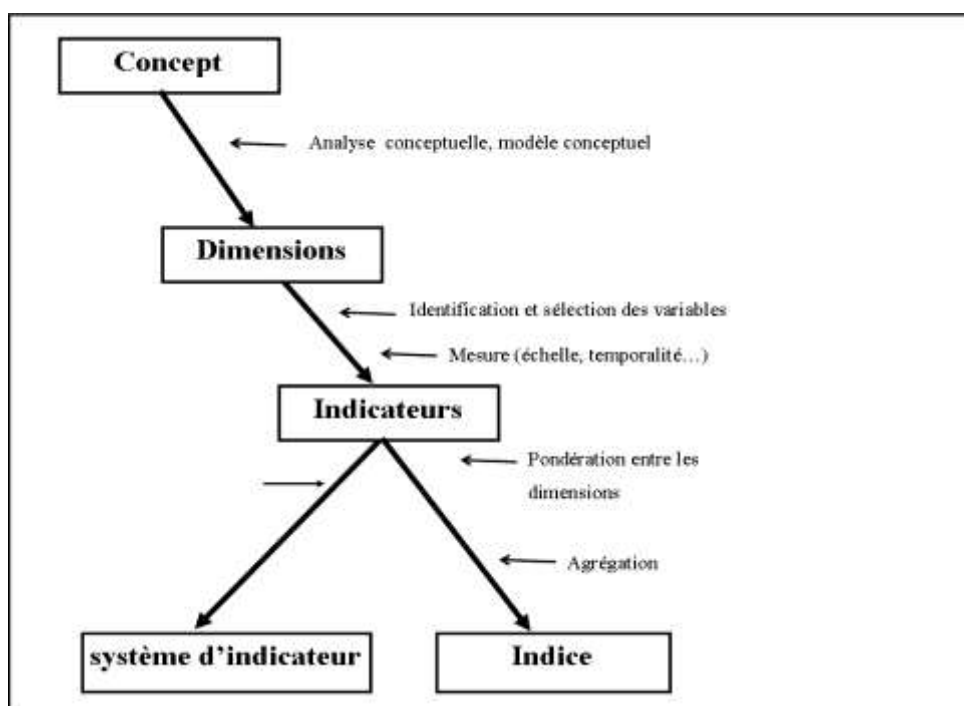 Concept
Analyse conceptuelle, modèle conceptuel
Dimensions
Identification et sélection des variables
Mesure (échelle, temporalité…)
Indicateurs
Pondération entre les
dimensions
Agrégation
système d’indicateur
Indice